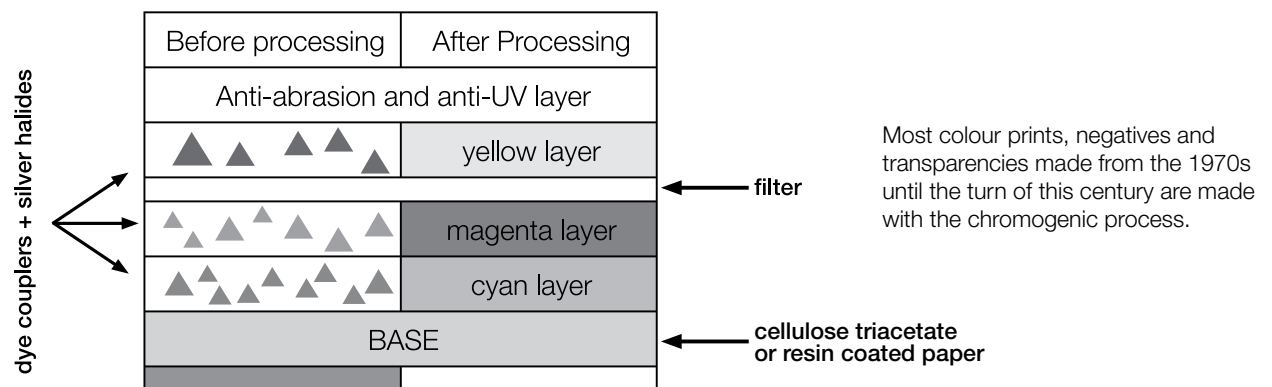 dye couplers + silver halides
Before processing
After Processing
Anti-abrasion and anti-UV layer
yellow layer
filter
magenta layer
cyan layer
BASE
cellulose triacetate
or resin coated paper
Most colour prints, negatives and
transparencies made from the 1970s
until the turn of this century are made
with the chromogenic process.